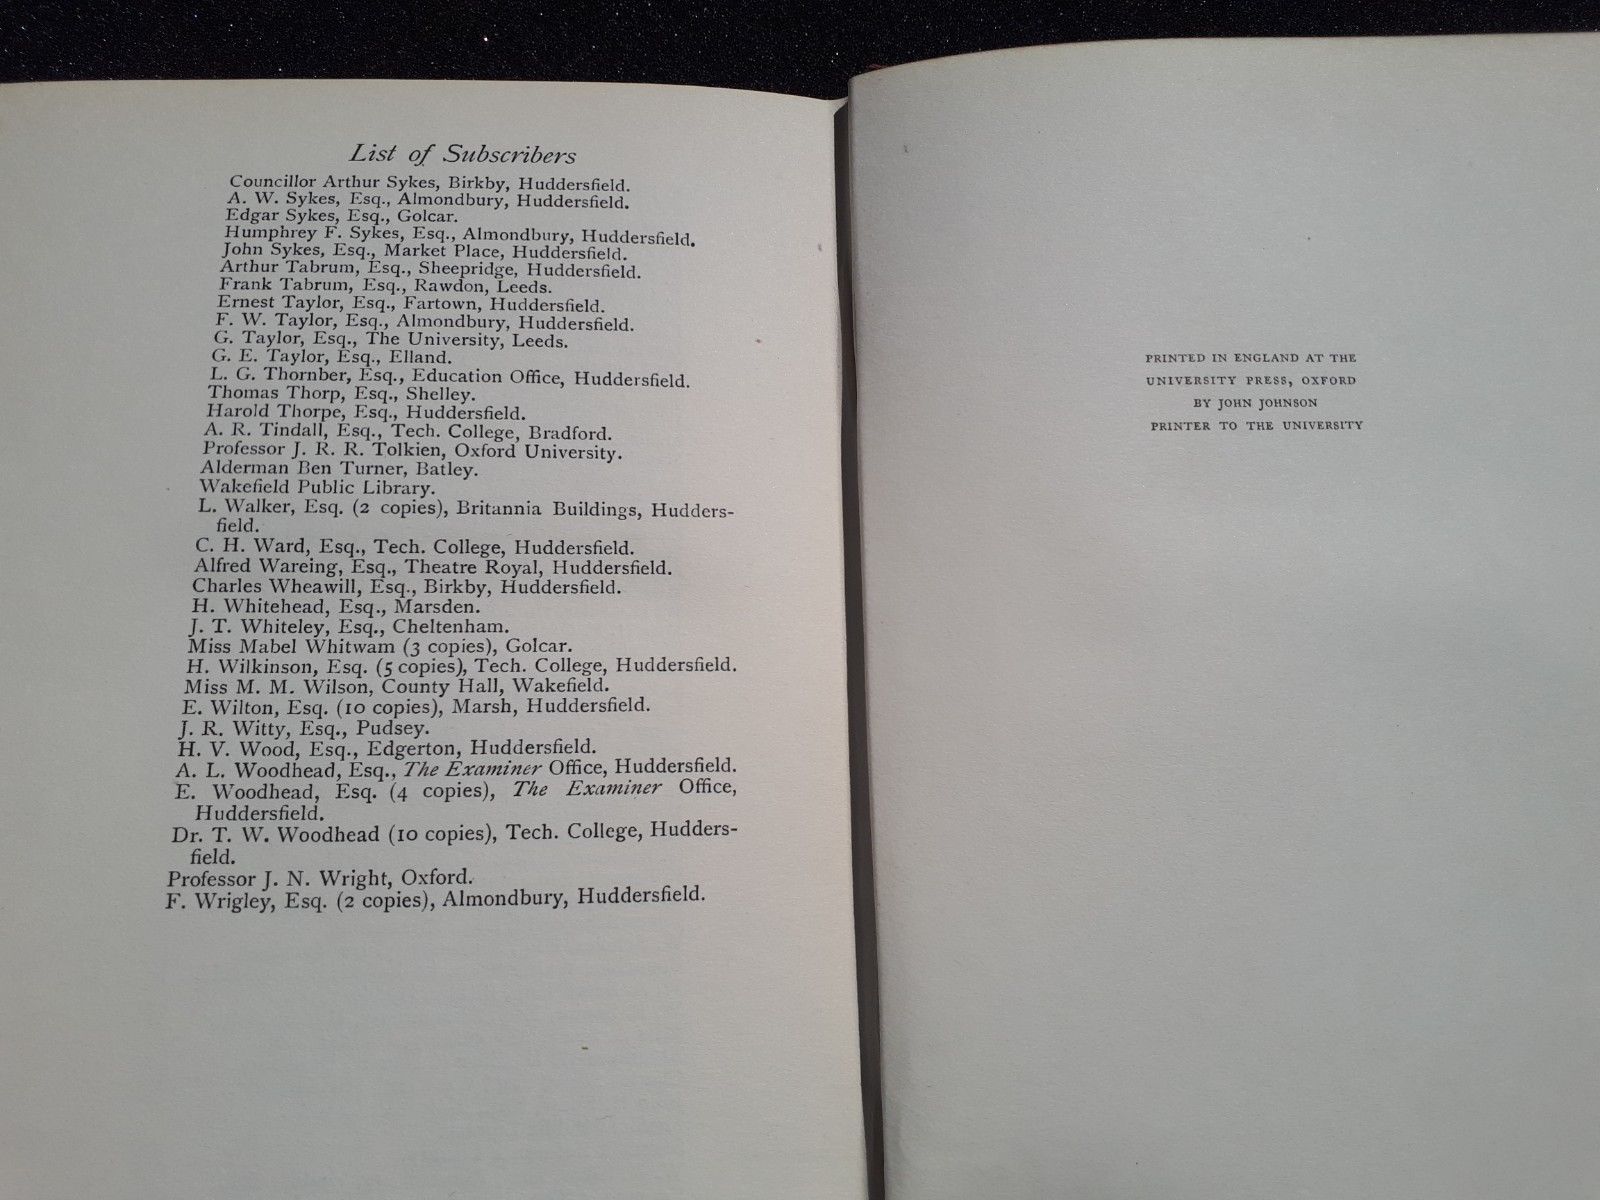 List of Subscribers
Councillor Arthur Sykes, Birkby, Huddersfield.
A. W. Sykes, Esq., Almondbury, Huddersfield.
Edgar Sykes, Esq., Golcar.
Humphrey F. Sykes, Esq., Almondbury, Huddersfield.
John Sykes, Esq., Market Place, Huddersfield.
Arthur Tabrum, Esq., Sheepridge, Huddersfield.
Frank Tabrum, Esq., Rawdon, Leeds.
Ernest Taylor, Esq., Fartown, Huddersfield.
F. W. Taylor, Esq., Almondbury, Huddersfield.
G. Taylor, Esq., The University, Leeds.
G. E. Taylor, Esq., Elland.
L. G. Thornber, Esq., Education Office, Huddersfield.
Thomas Thorp, Esq., Shelley.
Harold Thorpe, Esq., Huddersfield.
A. R. Tindall, Esq., Tech. College, Bradford.
Professor J. R. R. Tolkien, Oxford University.
Alderman Ben Turner, Batley.
Wakefield Public Library.
L. Walker, Esq. (2 copies), Britannia Buildings, Hudders-
field.
C. H. Ward, Esq., Tech. College, Huddersfield.
Alfred Wareing, Esq., Theatre Royal, Huddersfield.
Charles Wheawill, Esq., Birkby, Huddersfield.
H. Whitehead, Esq., Marsden.
J. T. Whiteley, Esq., Cheltenham.
Miss Mabel Whitwam (3 copies), Golcar.
H. Wilkinson, Esq. (5 copies), Tech. College, Huddersfield.
Miss M. M. Wilson, County Hall, Wakefield.
E. Wilton, Esq. (10 copies), Marsh, Huddersfield.
J. R. Witty, Esq., Pudsey.
H. V. Wood, Esq., Edgerton, Huddersfield.
A. L. Woodhead, Esq., The Examiner Office, Huddersfield.
E. Woodhead, Esq. (4 copies), The Examiner Office,
Huddersfield.
Dr. T. W. Woodhead (10 copies), Tech. College, Hudders-
field.
Professor J. N. Wright, Oxford.
F. Wrigley, Esq. (2 copies), Almondbury, Huddersfield.
PRINTED IN ENGLAND AT THE
UNIVERSITY PRESS, OXFORD
BY JOHN JOHNSON
PRINTER TO THE UNIVERSITY